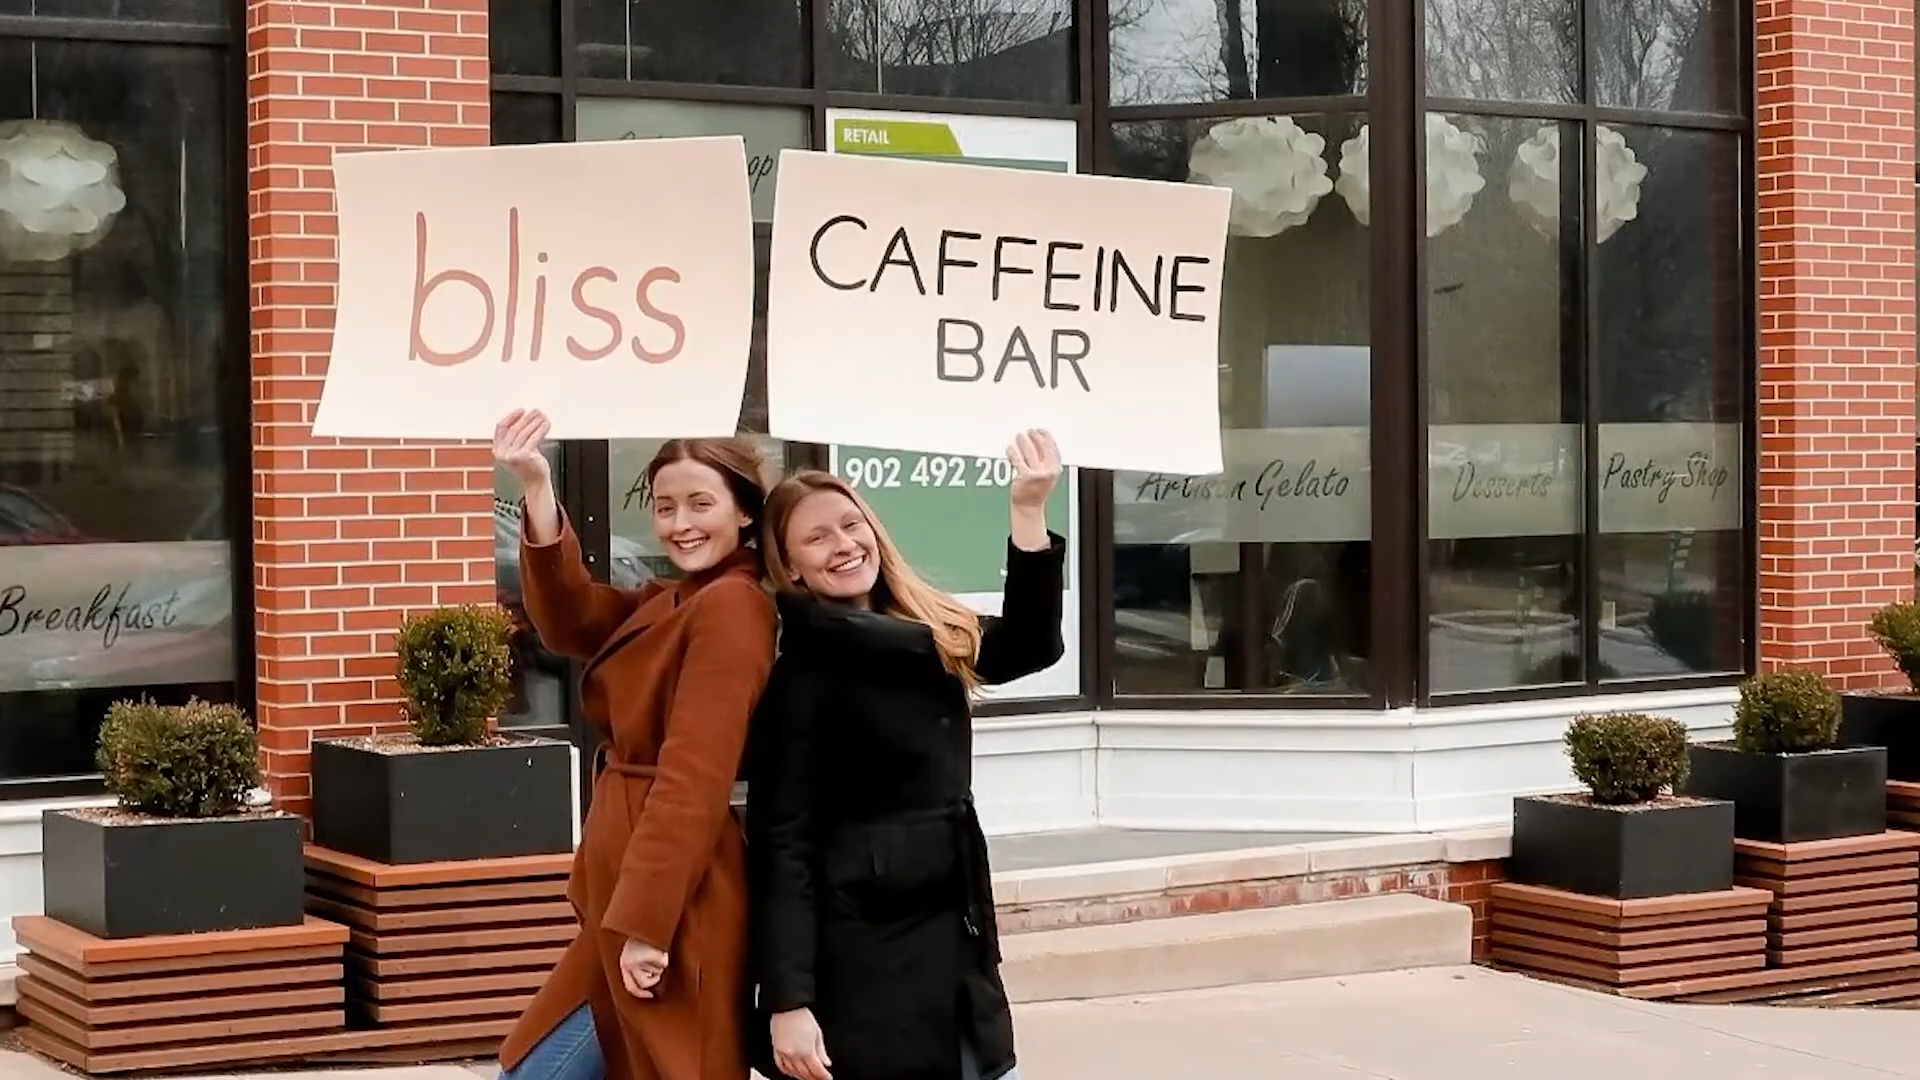 RETAIL
bliss
CAFFEINE
BAR
902 492 20
Artisan Gelato
Desserts
Pastry Shop
Breakfast